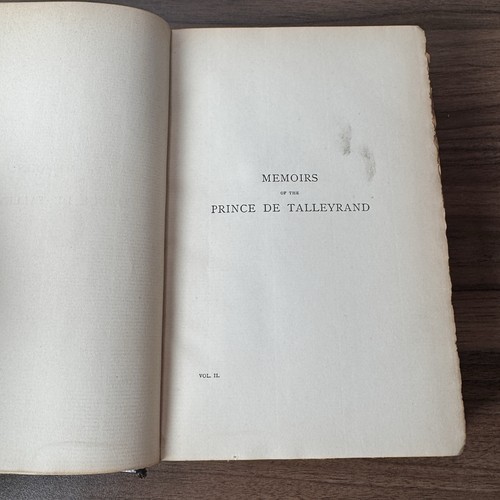 MEMOIRS
OF THE
PRINCE DE TALLEYRAND
VOL. II.